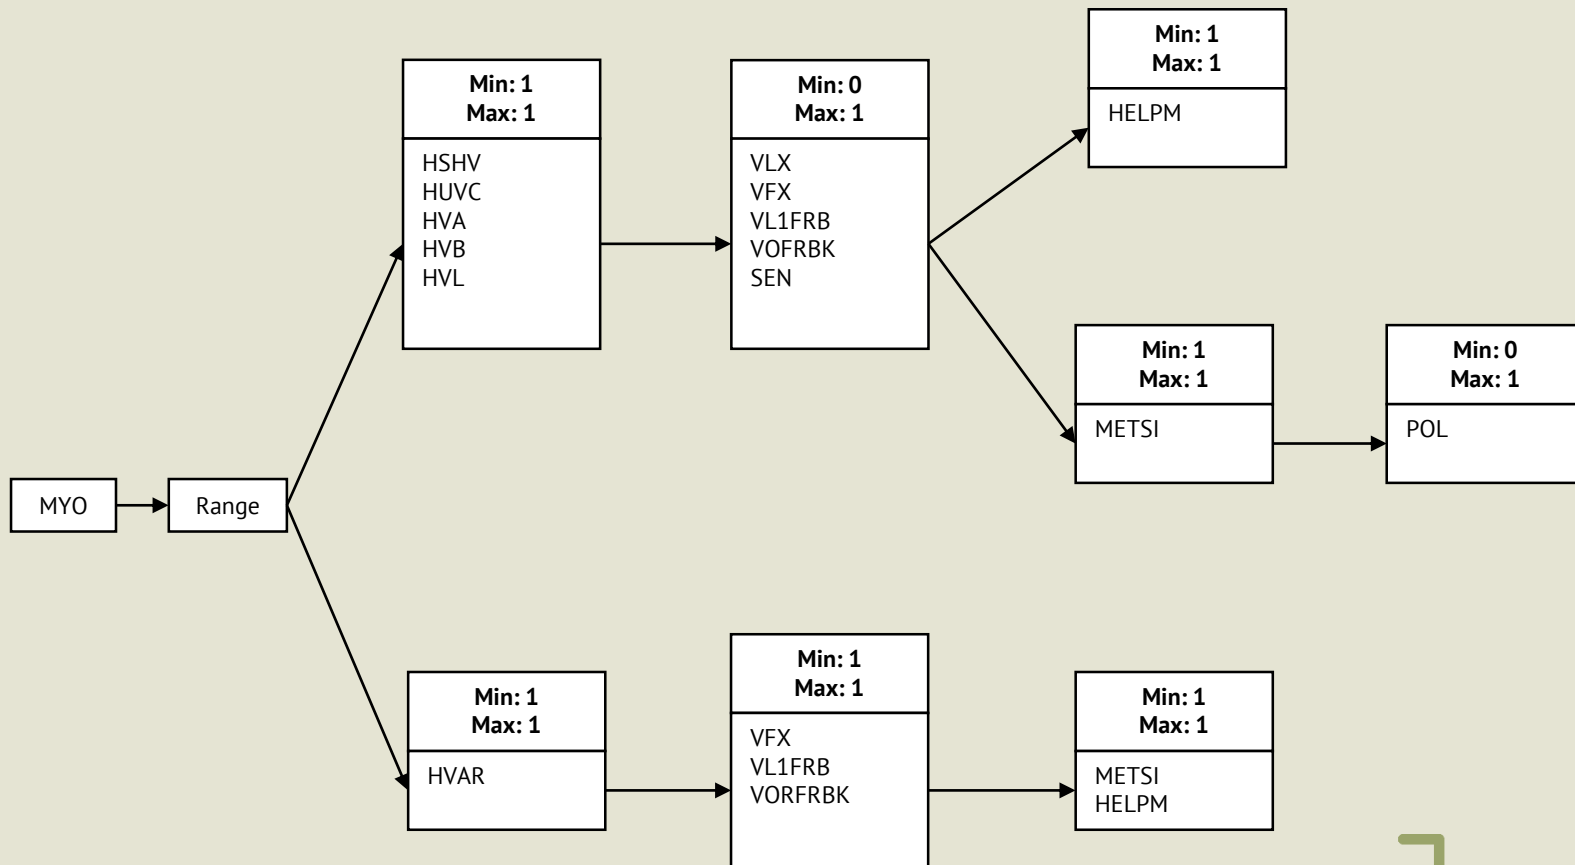 Min: 1
Max: 1
HELPM
Min: 1
Max: 1
HSHV
HUVC
HVA
HVB
HVL
Min: 0
Max: 1
VLX
VFX
VL1FRB
VOFRBK
SEN
Min: 1
Max: 1
METSI
Min: 0
Max: 1
POL
MYO
Range
Min: 1
Max: 1
HVAR
Min: 1
Max: 1
VFX
VL1FRB
VORFRBK
Min: 1
Max: 1
METSI
HELPM